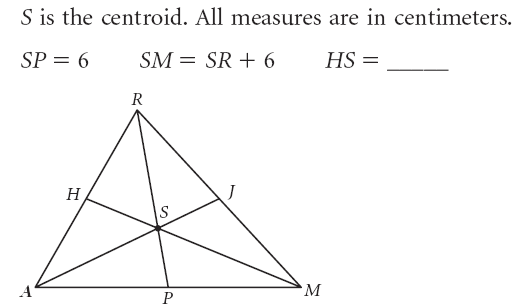 S is the centroid. All measures are in centimeters.
SP = 6 SM = SR + 6 HS = _____
R
H
J
S
A
P
M